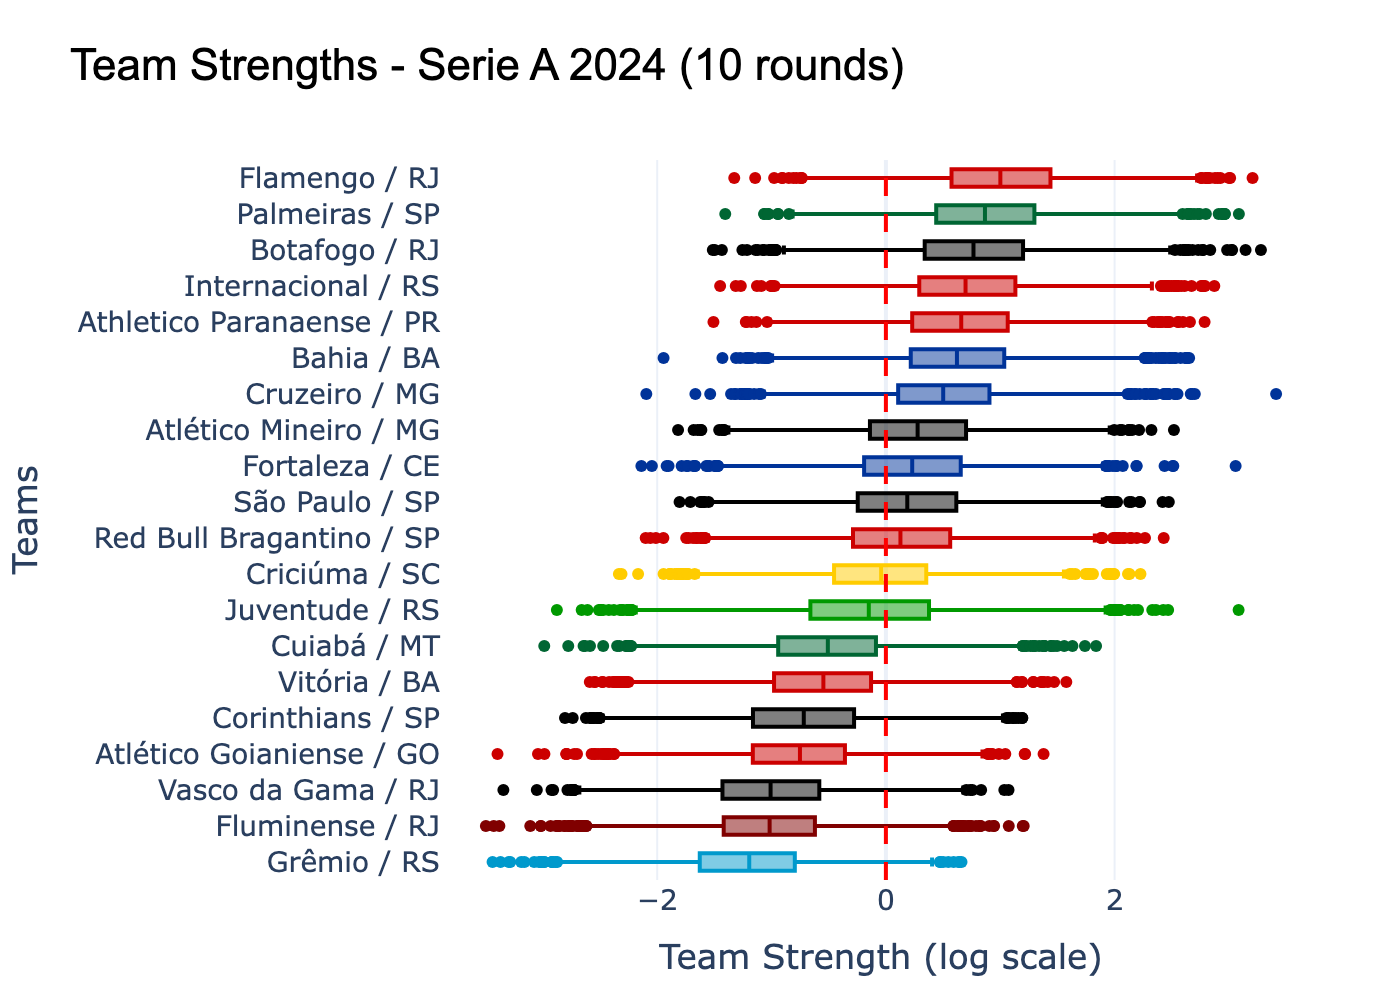 Team Strengths - Serie A 2024 (10 rounds)
Teams
Flamengo / RJ
Palmeiras / SP
Botafogo / RJ
Internacional / RS
Athletico Paranaense / PR
Bahia / BA
Cruzeiro / MG
Atlético Mineiro / MG
Fortaleza / CE
São Paulo / SP
Red Bull Bragantino / SP
Criciúma / SC
Juventude / RS
Cuiabá / MT
Vitória / BA
Corinthians / SP
Atlético Goianiense / GO
Vasco da Gama / RJ
Fluminense / RJ
Grêmio / RS
−2 0 2
Team Strength (log scale)